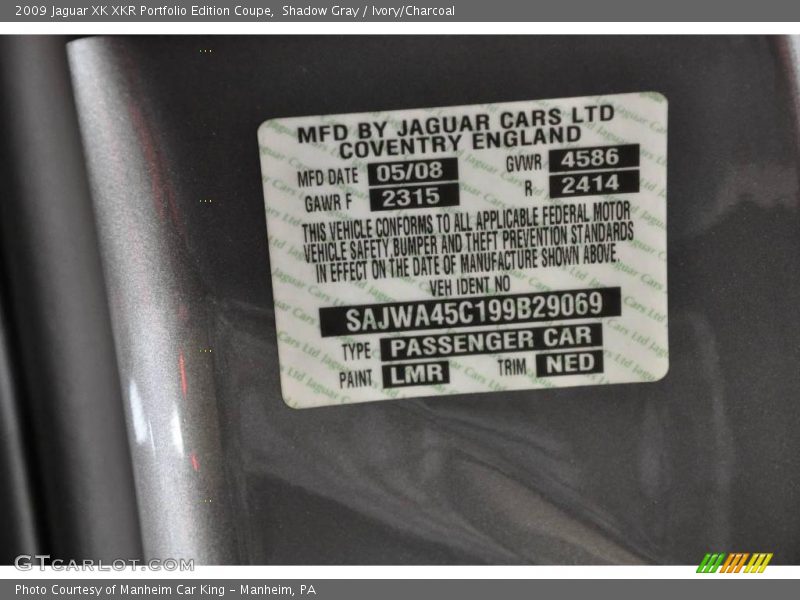 2009 Jaguar XK XKR Portfolio Edition Coupe, Shadow Gray / Ivory/Charcoal
MFD BY JAGUAR CARS LTD
COVENTRY ENGLAND
MFD DATE 05/08 GVWR 4586
GAWR F 2315 R 2414
THIS VEHICLE CONFORMS TO ALL APPLICABLE FEDERAL MOTOR
VEHICLE SAFETY BUMPER AND THEFT PREVENTION STANDARDS
IN EFFECT ON THE DATE OF MANUFACTURE SHOWN ABOVE.
VEH IDENT NO
SAJWA45C199B29069
TYPE PASSENGER CAR
PAINT LMR TRIM NED
GTCARLOT.COM
Photo Courtesy of Manheim Car King - Manheim, PA